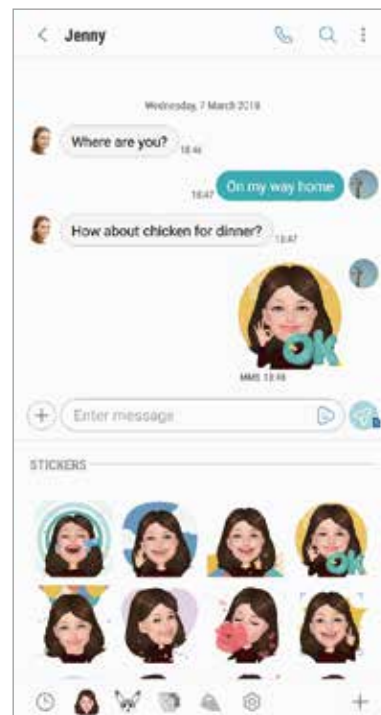 Jenny
Wednesday, 7 March 2018
Where are you?
18:46
18:47
On my way home
How about chicken for dinner?
18:47
OK
MMS 18:48
Enter message
STICKERS
OK